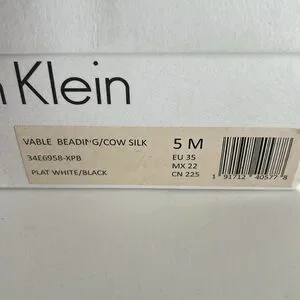 n Klein
VABLE BEADING/COW SILK 5 M
34E6958-XPB EU 35
MX 22
PLAT WHITE/BLACK CN 225
1 91712 40577 8